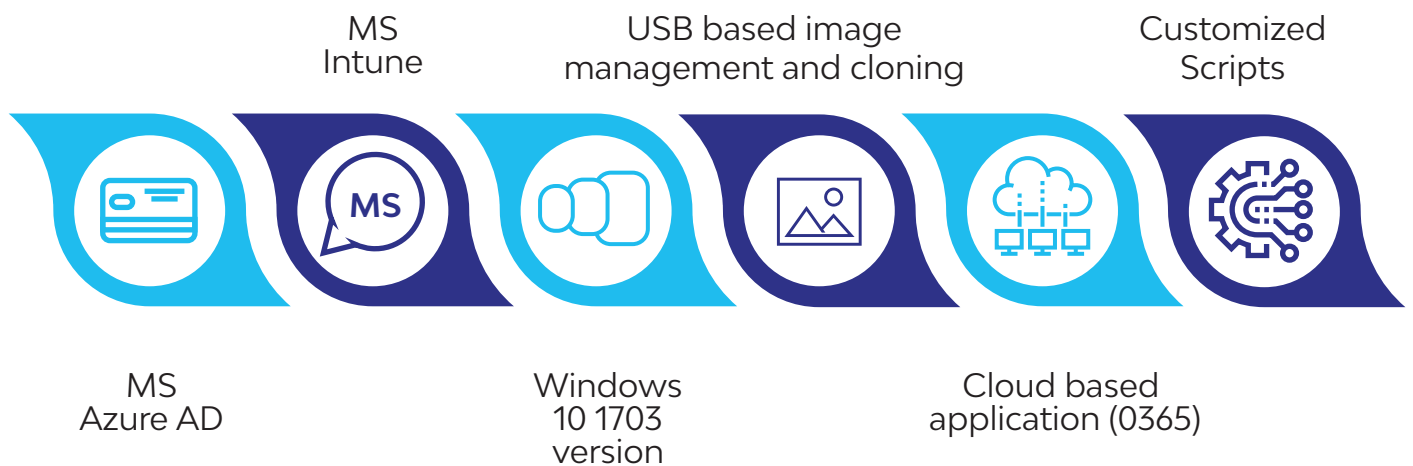 MS
Intune
USB based image
management and cloning
Customized
Scripts
MS
MS
Azure AD
Windows
10 1703
version
Cloud based
application (0365)